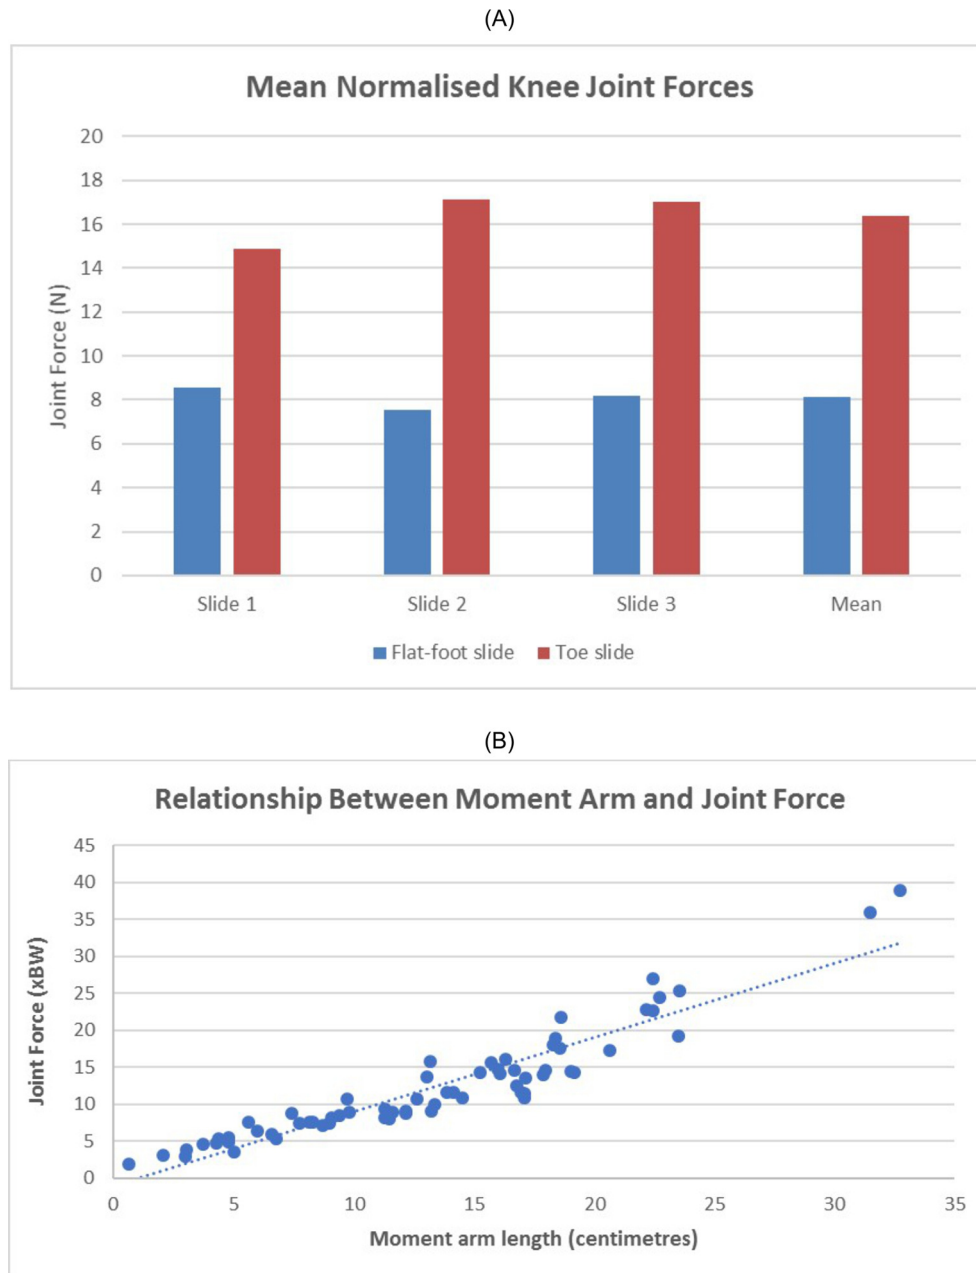 (A)
Mean Normalised Knee Joint Forces
20
18
16
14
12
10
8
6
4
2
0
Joint Force (N)
Slide 1 Slide 2 Slide 3 Mean
Flat-foot slide Toe slide
(B)
Relationship Between Moment Arm and Joint Force
45
40
35
30
25
20
15
10
5
0
Joint Force (xBW)
0 5 10 15 20 25 30 35
Moment arm length (centimetres)